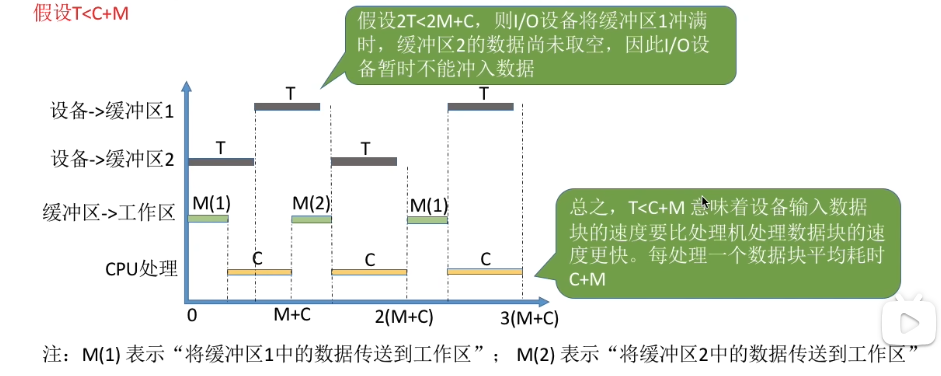 假设T<C+M
假设2T<2M+C，则I/O设备将缓冲区1冲满
时，缓冲区2的数据尚未取空，因此I/O设
备暂时不能冲入数据
设备->缓冲区1
T
T
设备->缓冲区2
T
T
缓冲区->工作区
M(1)
M(2)
M(1)
CPU处理
C
C
C
0
M+C
2(M+C)
3(M+C)
总之，T<C+M 意味着设备输入数据
块的速度要比处理机处理数据块的速
度更快。每处理一个数据块平均耗时
C+M
注：M(1) 表示“将缓冲区1中的数据传送到工作区”； M(2) 表示“将缓冲区2中的数据传送到工作区”